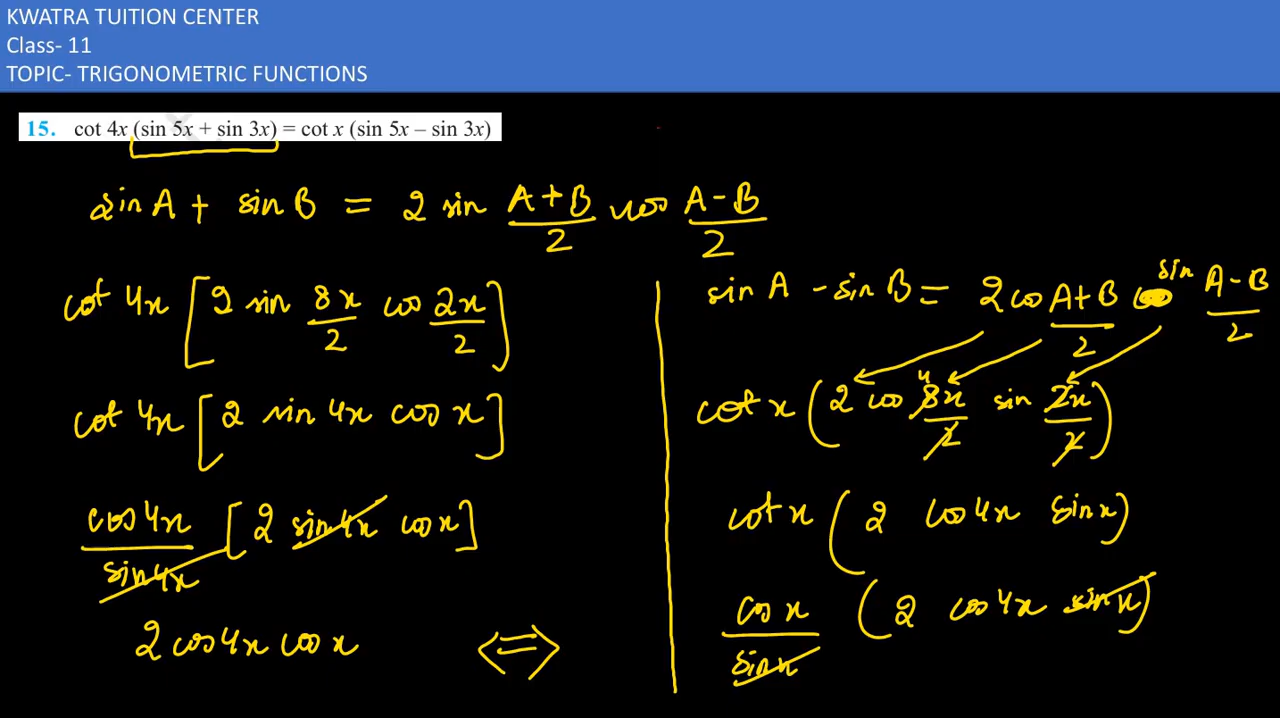 KWATRA TUITION CENTER
Class- 11
TOPIC- TRIGONOMETRIC FUNCTIONS
15. cot 4x (sin 5x + sin 3x) = cot x (sin 5x – sin 3x)
sin A + sin B = 2 sin (A+B)/2 cos (A-B)/2
cot 4x [2 sin 8x/2 cos 2x/2]
cot 4x [2 sin 4x cos x]
cos 4x/sin 4x [2 sin 4x cos x]
2 cos 4x cos x ⇔
sin A - sin B = 2 cos (A+B)/2 sin (A-B)/2
cot x (2 cos 8x/2 4 sin 2x/2)
cot x (2 cos 4x sin x)
cos x/sin x (2 cos 4x sin x)